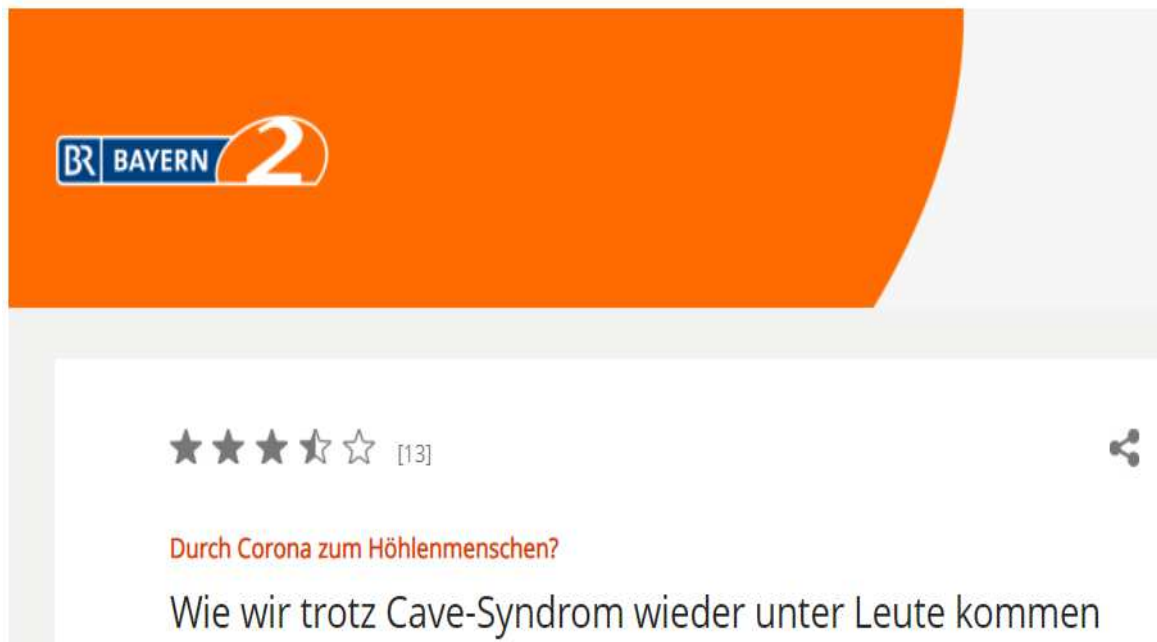 BR BAYERN 2
[13]
Durch Corona zum Höhlenmenschen?
Wie wir trotz Cave-Syndrom wieder unter Leute kommen